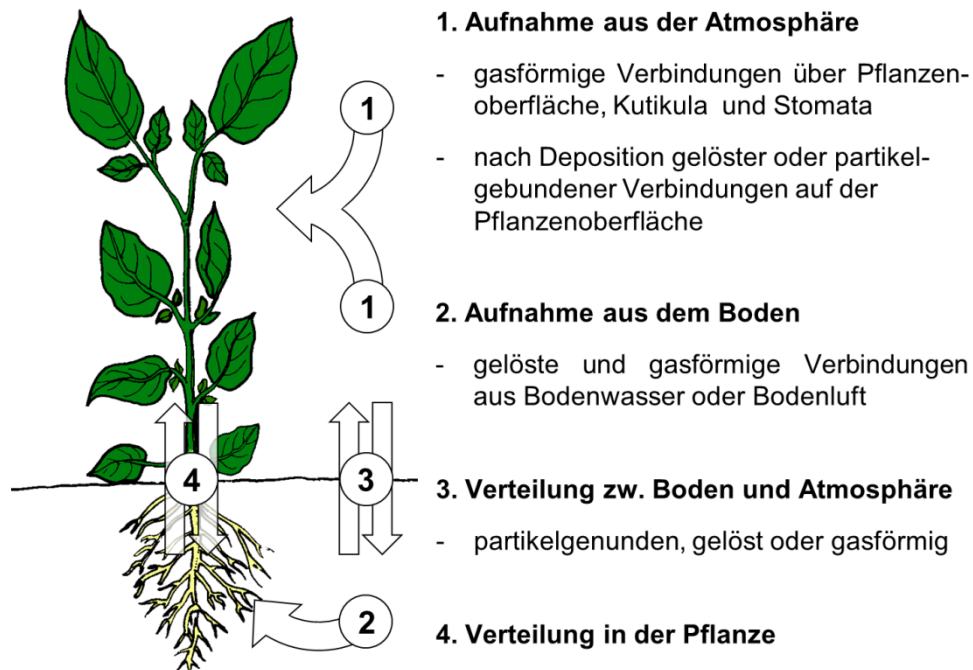 1. Aufnahme aus der Atmosphäre
- gasförmige Verbindungen über Pflanzen-
oberfläche, Kutikula und Stomata
- nach Deposition gelöster oder partikel-
gebundener Verbindungen auf der
Pflanzenoberfläche
2. Aufnahme aus dem Boden
- gelöste und gasförmige Verbindungen
aus Bodenwasser oder Bodenluft
3. Verteilung zw. Boden und Atmosphäre
- partikelgenunden, gelöst oder gasförmig
4. Verteilung in der Pflanze
1
1
4
3
2